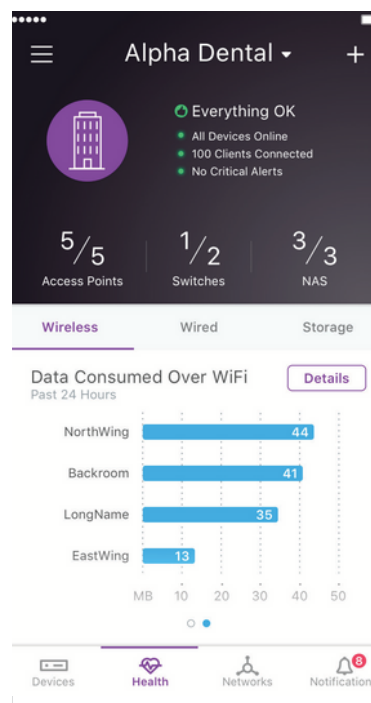 Alpha Dental
+
Everything OK
All Devices Online
100 Clients Connected
No Critical Alerts
5/5 1/2 3/3
Access Points Switches NAS
Wireless Wired Storage
Data Consumed Over WiFi Details
Past 24 Hours
NorthWing 44
Backroom 41
LongName 35
EastWing 13
MB 10 20 30 40 50
8
Devices Health Networks Notification